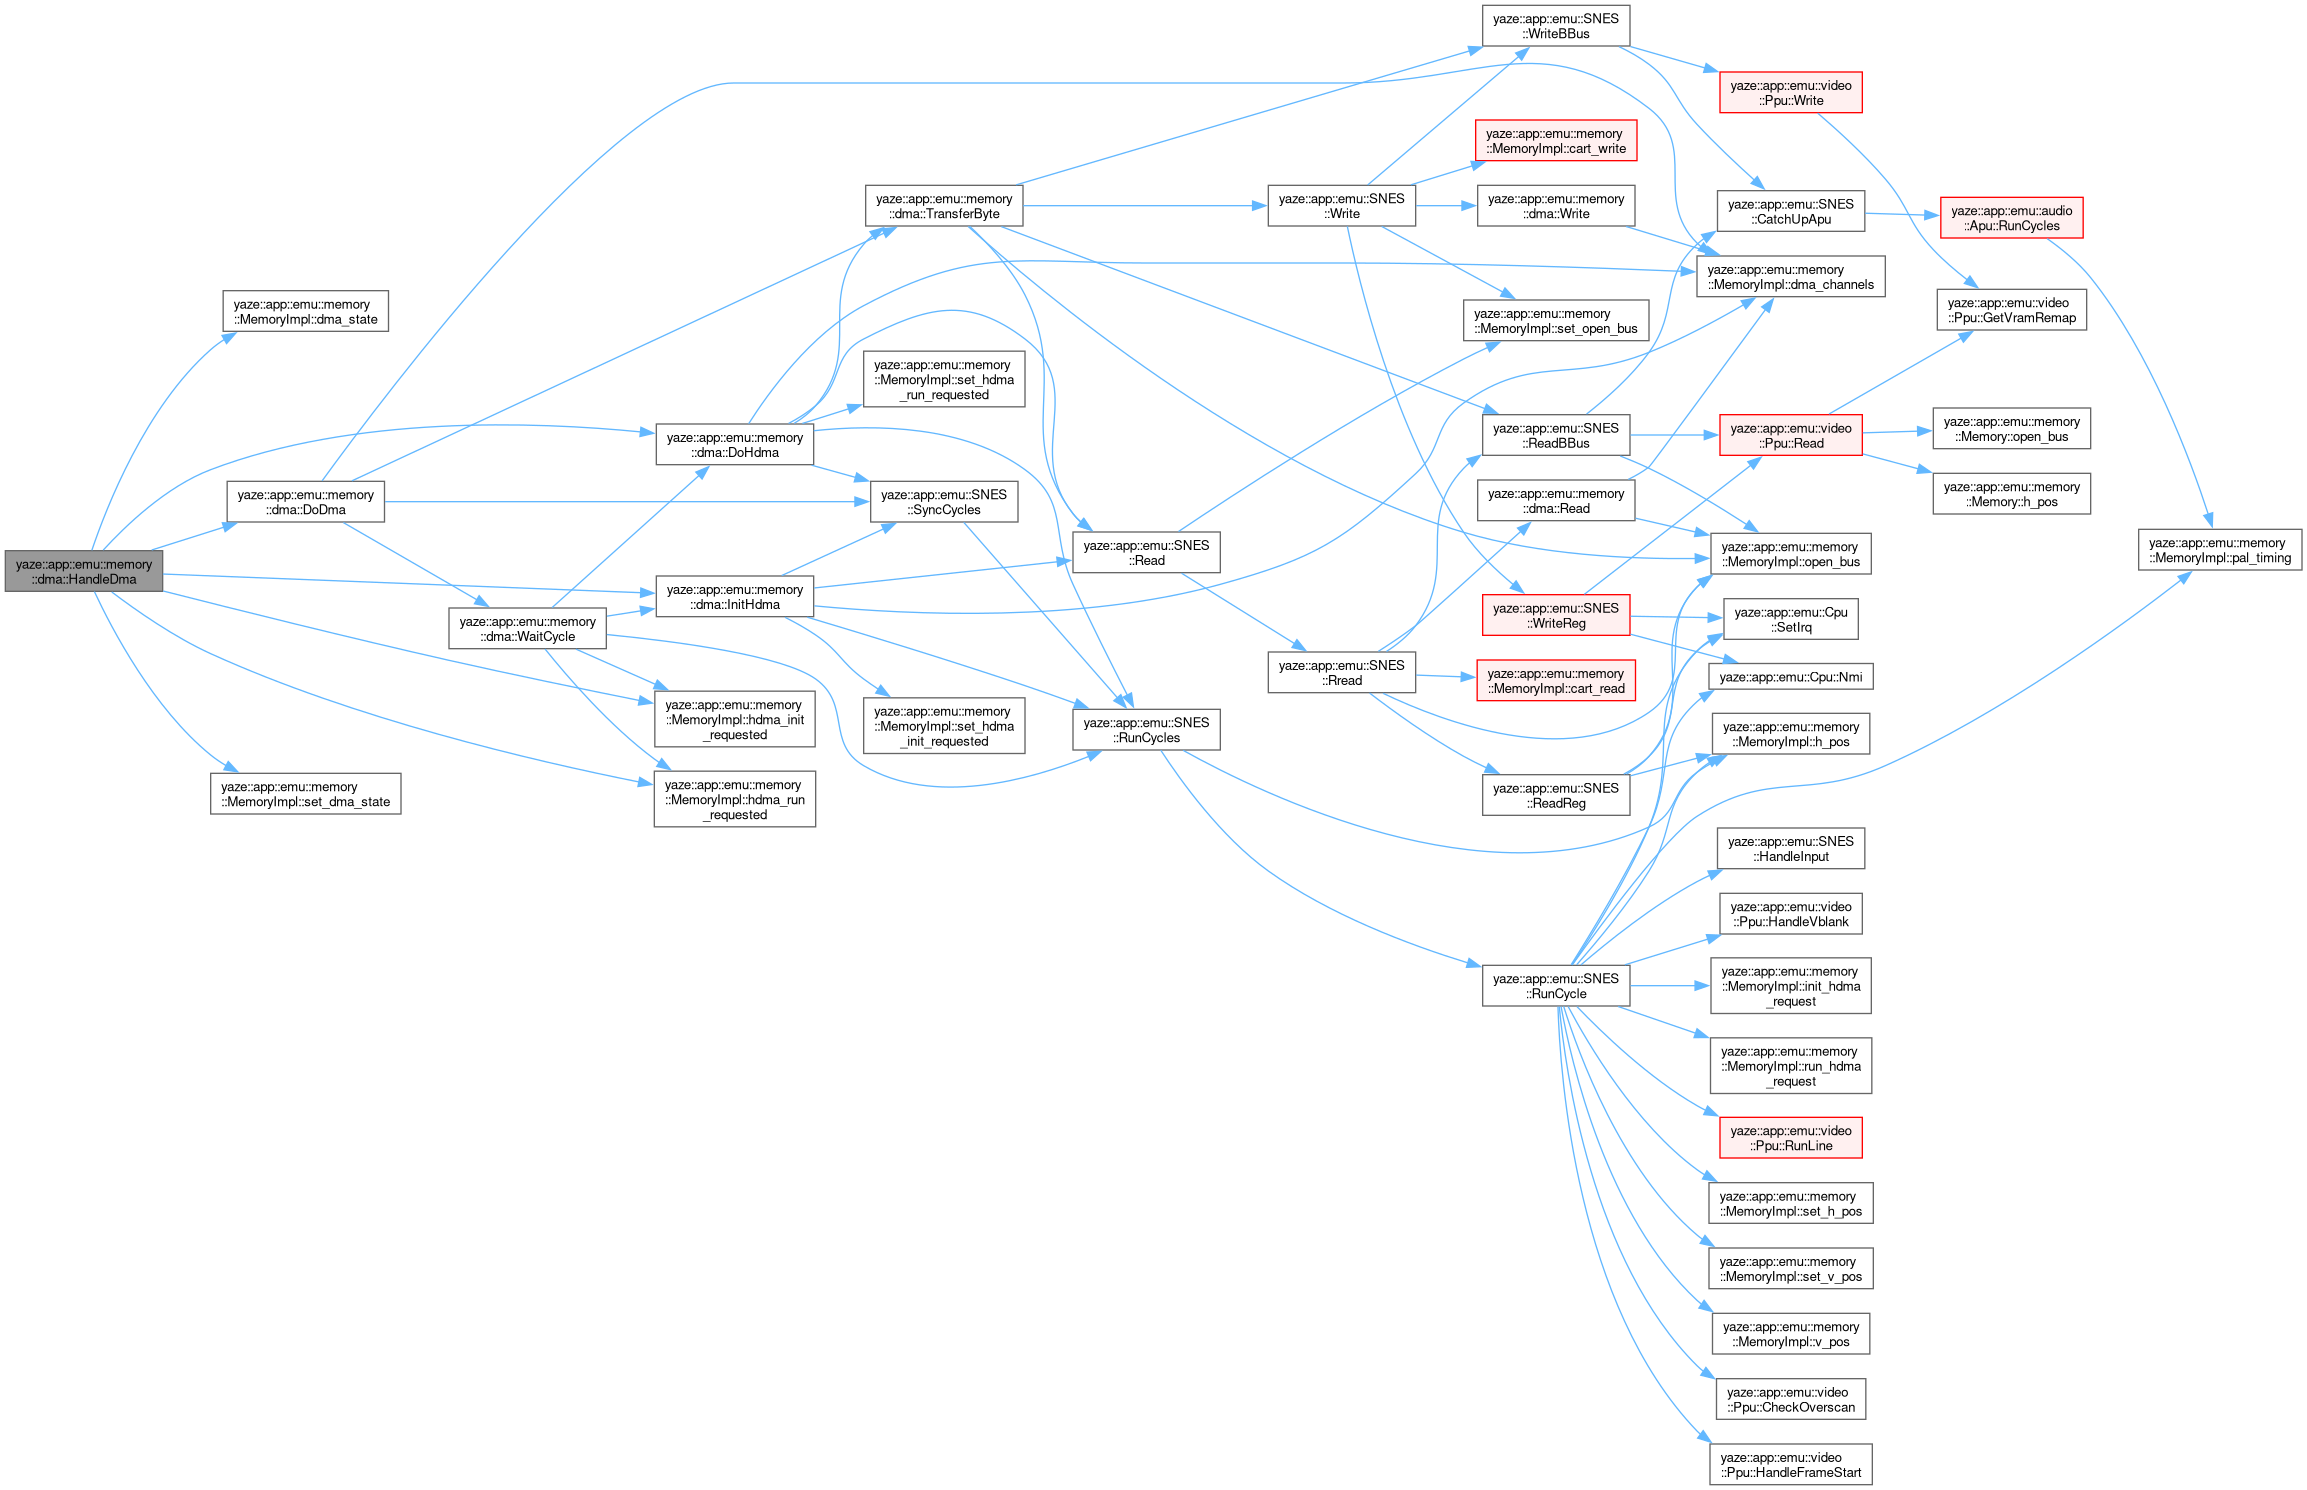 yaze::app::emu::memory
::dma::HandleDma
yaze::app::emu::memory
::MemoryImpl::dma_state
yaze::app::emu::memory
::dma::DoDma
yaze::app::emu::memory
::MemoryImpl::set_dma_state
yaze::app::emu::memory
::dma::WaitCycle
yaze::app::emu::memory
::dma::DoHdma
yaze::app::emu::memory
::dma::InitHdma
yaze::app::emu::memory
::MemoryImpl::hdma_init
_requested
yaze::app::emu::memory
::MemoryImpl::hdma_run
_requested
yaze::app::emu::memory
::dma::TransferByte
yaze::app::emu::memory
::MemoryImpl::set_hdma
_run_requested
yaze::app::emu::SNES
::SyncCycles
yaze::app::emu::memory
::MemoryImpl::set_hdma
_init_requested
yaze::app::emu::SNES
::Read
yaze::app::emu::SNES
::RunCycles
yaze::app::emu::SNES
::Write
yaze::app::emu::SNES
::Rread
yaze::app::emu::SNES
::WriteBBus
yaze::app::emu::memory
::MemoryImpl::cart_write
yaze::app::emu::memory
::dma::Write
yaze::app::emu::memory
::MemoryImpl::set_open_bus
yaze::app::emu::SNES
::ReadBBus
yaze::app::emu::memory
::dma::Read
yaze::app::emu::SNES
::WriteReg
yaze::app::emu::memory
::MemoryImpl::cart_read
yaze::app::emu::SNES
::ReadReg
yaze::app::emu::SNES
::RunCycle
yaze::app::emu::video
::Ppu::Write
yaze::app::emu::SNES
::CatchUpApu
yaze::app::emu::memory
::MemoryImpl::dma_channels
yaze::app::emu::video
::Ppu::Read
yaze::app::emu::memory
::MemoryImpl::open_bus
yaze::app::emu::Cpu
::SetIrq
yaze::app::emu::Cpu::Nmi
yaze::app::emu::memory
::MemoryImpl::h_pos
yaze::app::emu::SNES
::HandleInput
yaze::app::emu::video
::Ppu::HandleVblank
yaze::app::emu::memory
::MemoryImpl::init_hdma
_request
yaze::app::emu::memory
::MemoryImpl::run_hdma
_request
yaze::app::emu::video
::Ppu::RunLine
yaze::app::emu::memory
::MemoryImpl::set_h_pos
yaze::app::emu::memory
::MemoryImpl::set_v_pos
yaze::app::emu::memory
::MemoryImpl::v_pos
yaze::app::emu::video
::Ppu::CheckOverscan
yaze::app::emu::video
::Ppu::HandleFrameStart
yaze::app::emu::audio
::Apu::RunCycles
yaze::app::emu::video
::Ppu::GetVramRemap
yaze::app::emu::memory
::Memory::open_bus
yaze::app::emu::memory
::Memory::h_pos
yaze::app::emu::memory
::MemoryImpl::pal_timing